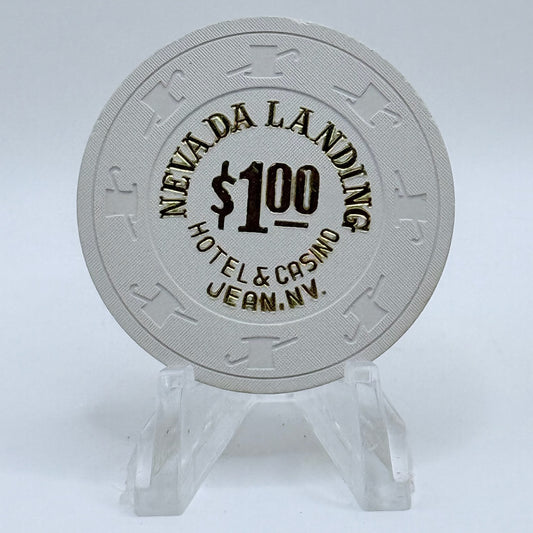 NEVADA LANDING
$1.00
HOTEL & CASINO
JEAN, NV.